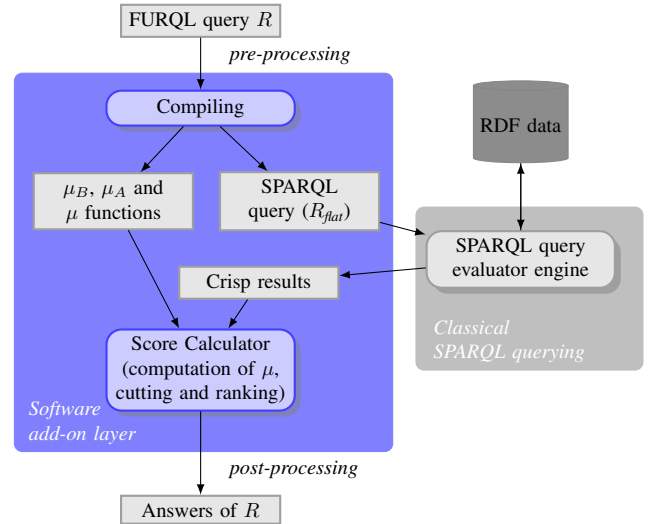 FURQL query R
pre-processing
Compiling
RDF data
μB, μA and
μ functions
SPARQL
query (Rflat)
SPARQL query
evaluator engine
Crisp results
Classical
SPARQL querying
Score Calculator
(computation of μ,
cutting and ranking)
Software
add-on layer
post-processing
Answers of R